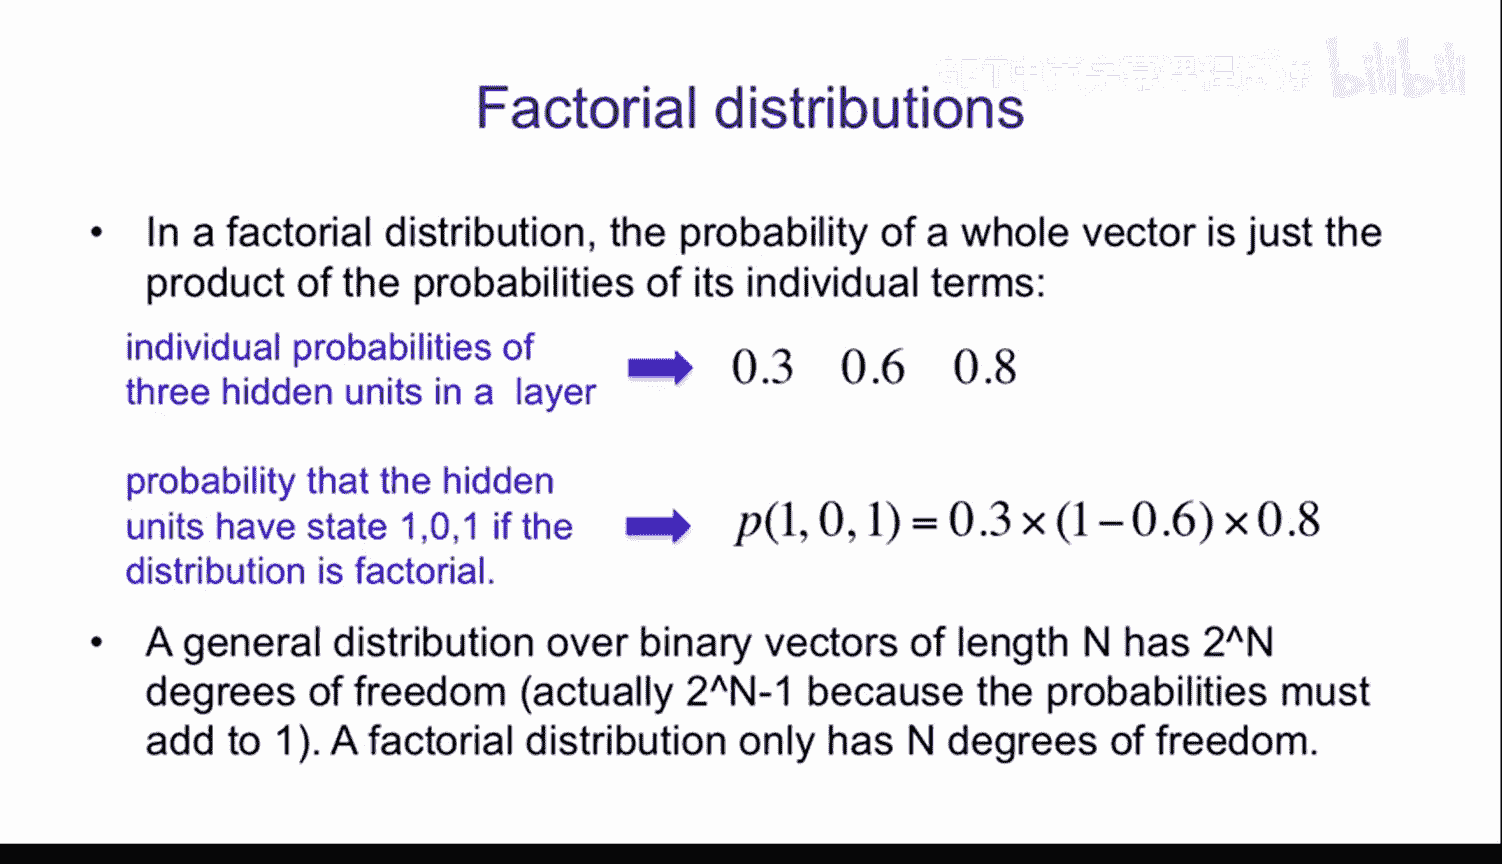 bilibili
Factorial distributions
• In a factorial distribution, the probability of a whole vector is just the
product of the probabilities of its individual terms:
individual probabilities of
three hidden units in a layer
0.3 0.6 0.8
probability that the hidden
units have state 1,0,1 if the
distribution is factorial.
p(1, 0, 1) = 0.3 × (1 − 0.6) × 0.8
• A general distribution over binary vectors of length N has 2^N
degrees of freedom (actually 2^N-1 because the probabilities must
add to 1). A factorial distribution only has N degrees of freedom.